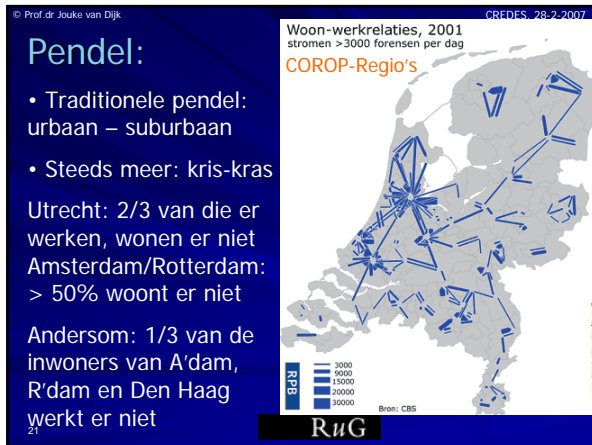 © Prof.dr Jouke van Dijk
CREDES, 28-2-2007
Pendel:
• Traditionele pendel:
urbaan – suburbaan
• Steeds meer: kris-kras
Utrecht: 2/3 van die er
werken, wonen er niet
Amsterdam/Rotterdam:
> 50% woont er niet
Andersom: 1/3 van de
inwoners van A'dam,
R'dam en Den Haag
werkt er niet
21
Woon-werkrelaties, 2001
stromen >3000 forensen per dag
COROP-Regio's
RPB
3000
9000
15000
20000
30000
Bron: CBS
RuG